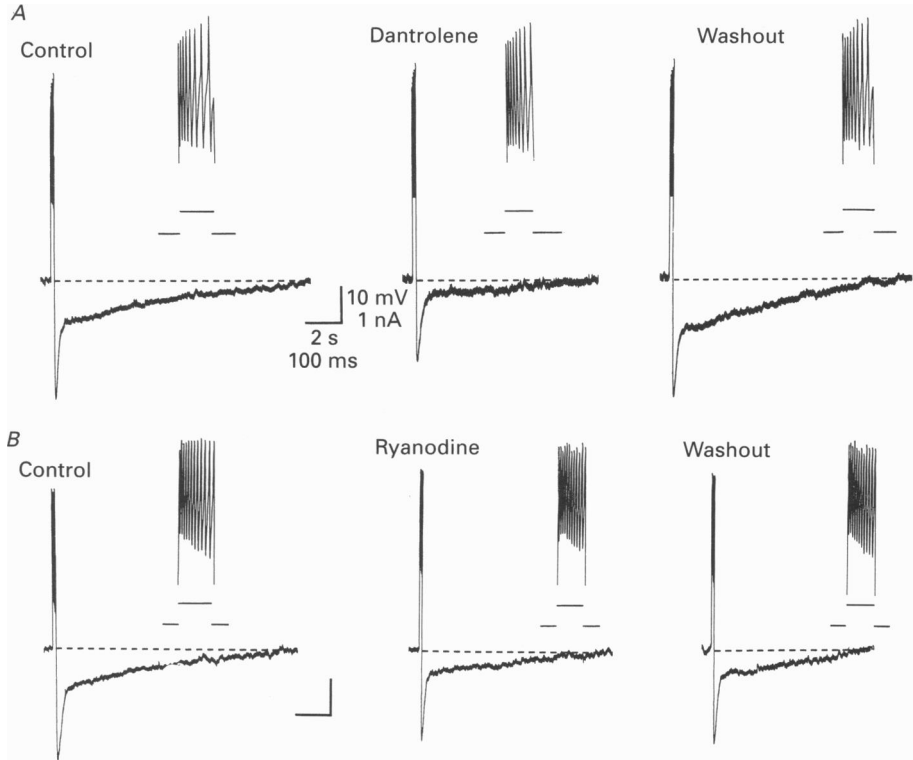 A
Control
Dantrolene
Washout
10 mV
1 nA
2 s
100 ms
B
Control
Ryanodine
Washout